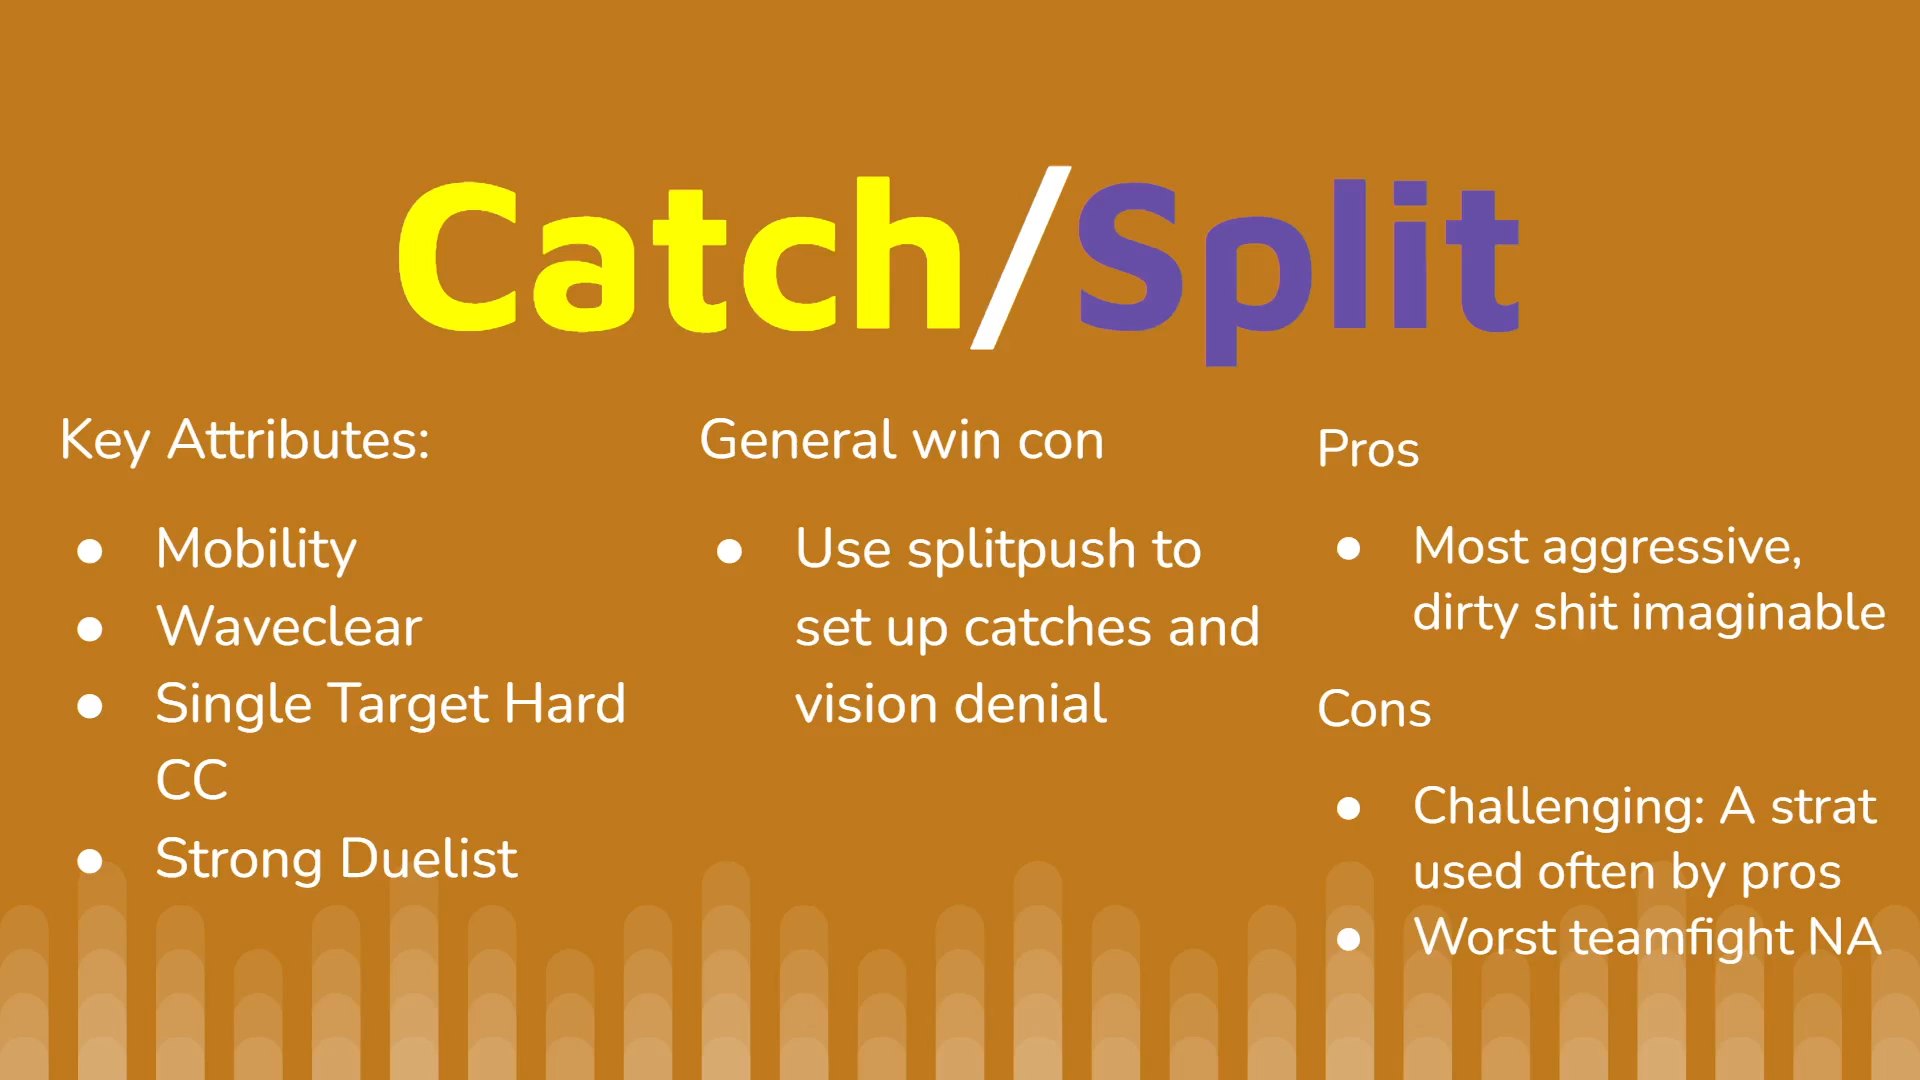 Catch/Split
Key Attributes:
● Mobility
● Waveclear
● Single Target Hard
CC
● Strong Duelist
General win con
● Use splitpush to
set up catches and
vision denial
Pros
● Most aggressive,
dirty shit imaginable
Cons
● Challenging: A strat
used often by pros
● Worst teamfight NA